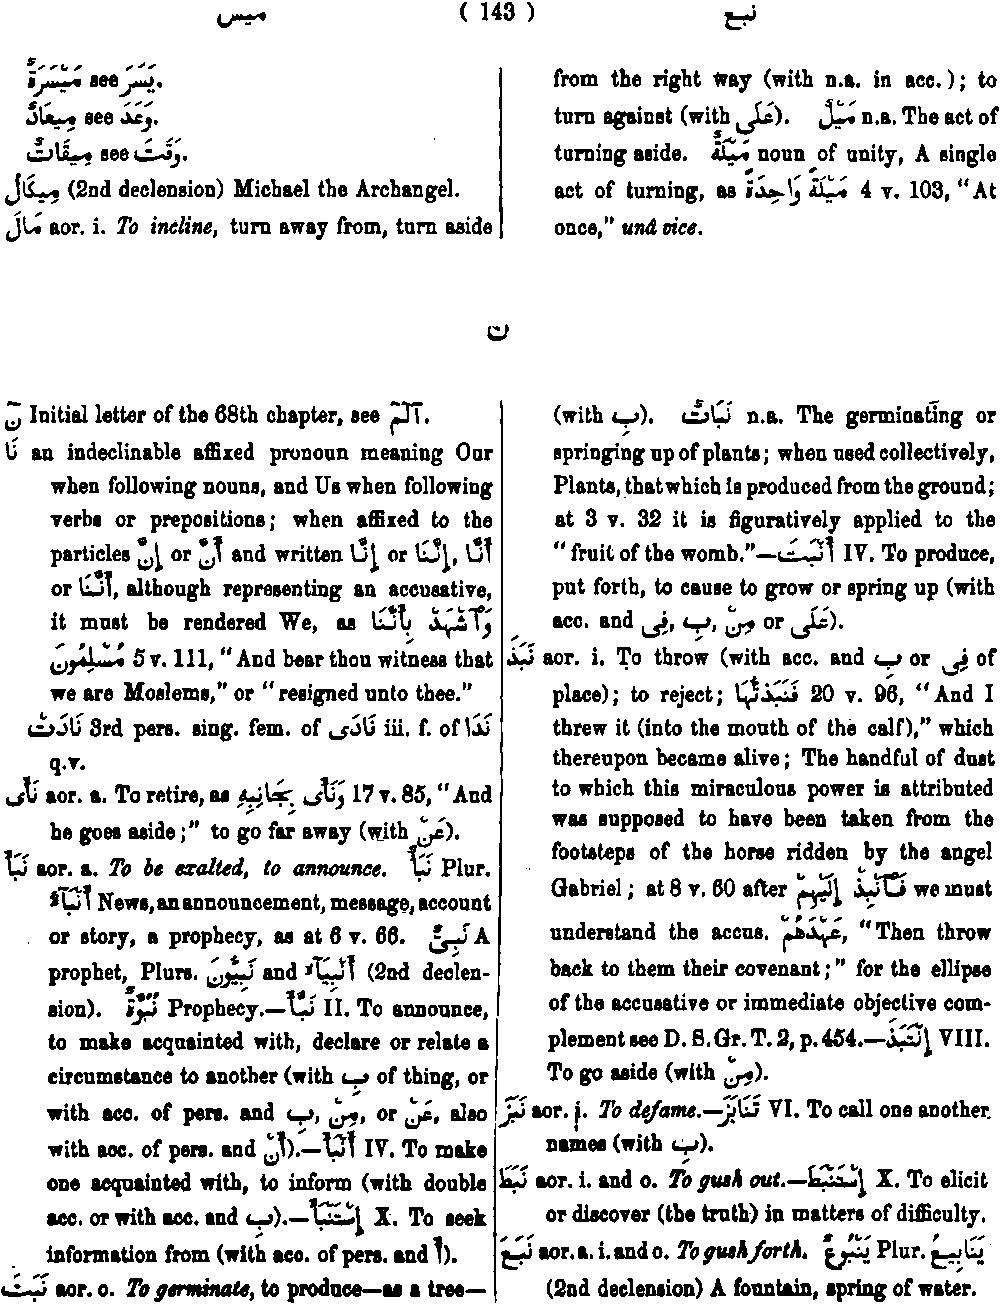 ميس ( 143 ) نبع
مَيْسَرَةٌ see يَسَرَ.
مِيعَادٌ see وَعَدَ.
مِيقَاتٌ see وَقَتَ.
مِيكَالُ (2nd declension) Michael the Archangel.
مَالَ aor. i. To incline, turn away from, turn aside
from the right way (with n.a. in acc.); to
turn against (with عَلَى). مَيْلٌ n.a. The act of
turning aside. مَيْلَةٌ noun of unity, A single
act of turning, as مَيْلَةً وَاحِدَةً 4 v. 103, "At
once," und vice.
ن
نَ Initial letter of the 68th chapter, see آلٓمٓ.
نَا an indeclinable affixed pronoun meaning Our
when following nouns, and Us when following
verbs or prepositions; when affixed to the
particles إِنَّ or أَنَّ and written إِنَّا or إِنَّنَا, أَنَّا
or أَنَّنَا, although representing an accusative,
it must be rendered We, as وَٱشْهَدْ بِأَنَّنَا
مُسْلِمُونَ 5 v. 111, "And bear thou witness that
we are Moslems," or "resigned unto thee."
نَادَتْ 3rd pers. sing. fem. of نَادَى iii. f. of نَدَا
q.v.
نَأَى aor. a. To retire, as وَنَأَى بِجَانِبِهِ 17 v. 85, "And
he goes aside;" to go far away (with عَنْ).
نَبَأَ aor. a. To be exalted, to announce. نَبَأٌ Plur.
أَنْبَآءٌ News, an announcement, message, account
or story, a prophecy, as at 6 v. 66. نَبِىٌّ A
prophet, Plurs. نَبِيُّونَ and أَنْبِيَآءُ (2nd declen-
sion). نُبُوَّةٌ Prophecy.—نَبَّأَ II. To announce,
to make acquainted with, declare or relate a
circumstance to another (with بِ of thing, or
with acc. of pers. and بِ, مِنْ, or عَنْ, also
with acc. of pers. and أَنْ).—أَنْبَأَ IV. To make
one acquainted with, to inform (with double
acc. or with acc. and بِ).—إِسْتَنْبَأَ X. To seek
information from (with acc. of pers. and أَ).
نَبَتَ aor. o. To germinate, to produce—as a tree—
(with بِ). نَبَاتٌ n.a. The germinating or
springing up of plants; when used collectively,
Plants, that which is produced from the ground;
at 3 v. 32 it is figuratively applied to the
"fruit of the womb."—أَنْبَتَ IV. To produce,
put forth, to cause to grow or spring up (with
acc. and فِى, بِ, مِنْ or عَلَى).
نَبَذَ aor. i. To throw (with acc. and بِ or فِى of
place); to reject; فَنَبَذْتُهَا 20 v. 96, "And I
threw it (into the mouth of the calf)," which
thereupon became alive; The handful of dust
to which this miraculous power is attributed
was supposed to have been taken from the
footsteps of the horse ridden by the angel
Gabriel; at 8 v. 60 after فَٱنْبِذْ إِلَيْهِمْ we must
understand the accus. عَهْدَهُمْ, "Then throw
back to them their covenant;" for the ellipse
of the accusative or immediate objective com-
plement see D. S. Gr. T. 2, p. 454.—إِنْتَبَذَ VIII.
To go aside (with مِنْ).
نَبَزَ aor. i. To defame.—تَنَابَزَ VI. To call one another
names (with بِ).
نَبَطَ aor. i. and o. To gush out.—إِسْتَنْبَطَ X. To elicit
or discover (the truth) in matters of difficulty.
نَبَعَ aor. a. i. and o. To gush forth. يَنْبُوعٌ Plur. يَنَابِيعُ
(2nd declension) A fountain, spring of water.